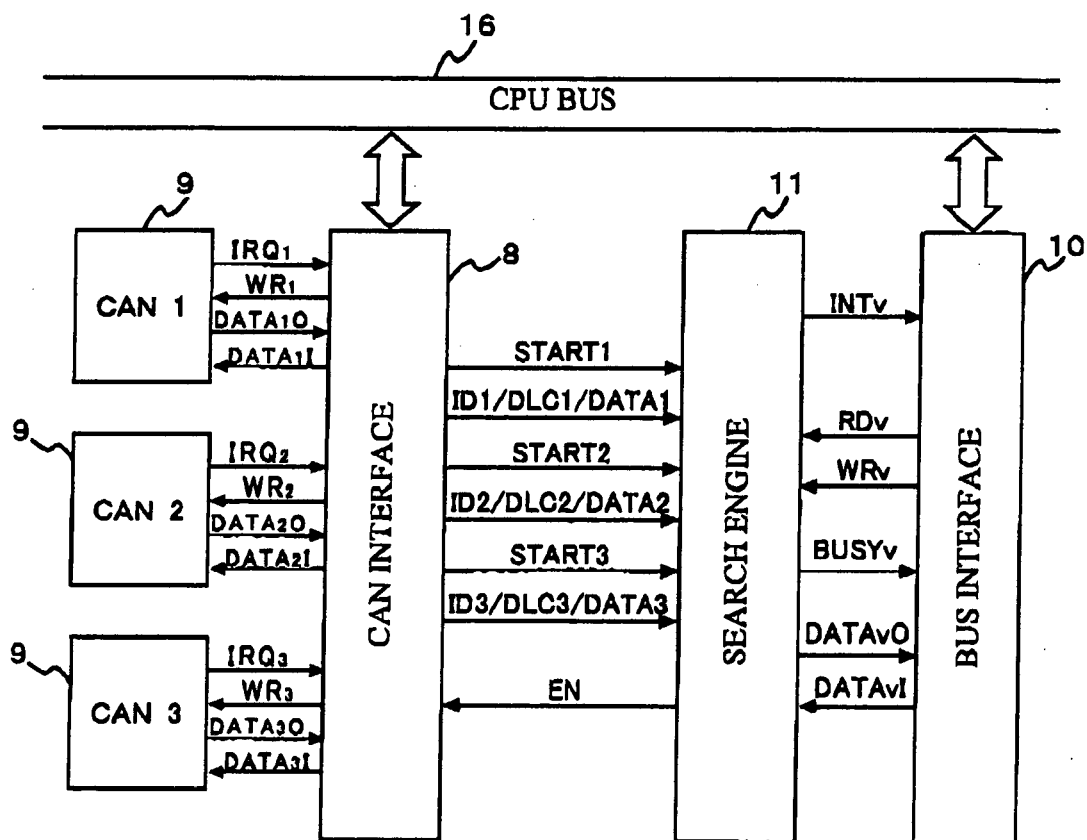 16
CPU BUS
9
CAN 1
IRQ1
WR1
DATA1O
DATA1I
9
CAN 2
IRQ2
WR2
DATA2O
DATA2I
9
CAN 3
IRQ3
WR3
DATA3O
DATA3I
8
CAN INTERFACE
START1
ID1/DLC1/DATA1
START2
ID2/DLC2/DATA2
START3
ID3/DLC3/DATA3
EN
11
SEARCH ENGINE
INTv
RDv
WRv
BUSYv
DATAvO
DATAvI
10
BUS INTERFACE